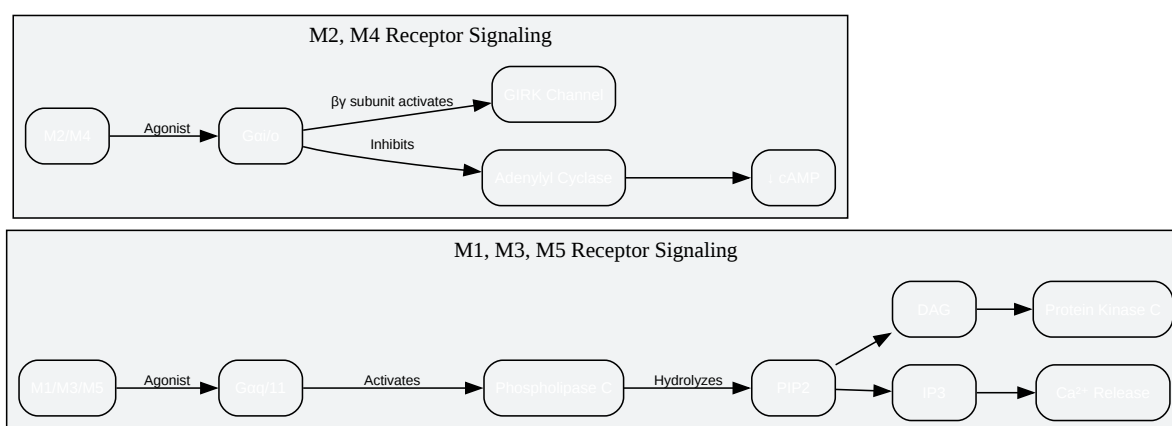 M2, M4 Receptor Signaling
M2/M4
Agonist
Gαi/o
βγ subunit activates
GIRK Channel
Inhibits
Adenylyl Cyclase
↓ cAMP
M1, M3, M5 Receptor Signaling
M1/M3/M5
Agonist
Gαq/11
Activates
Phospholipase C
Hydrolyzes
PIP2
DAG
Protein Kinase C
IP3
Ca²⁺ Release